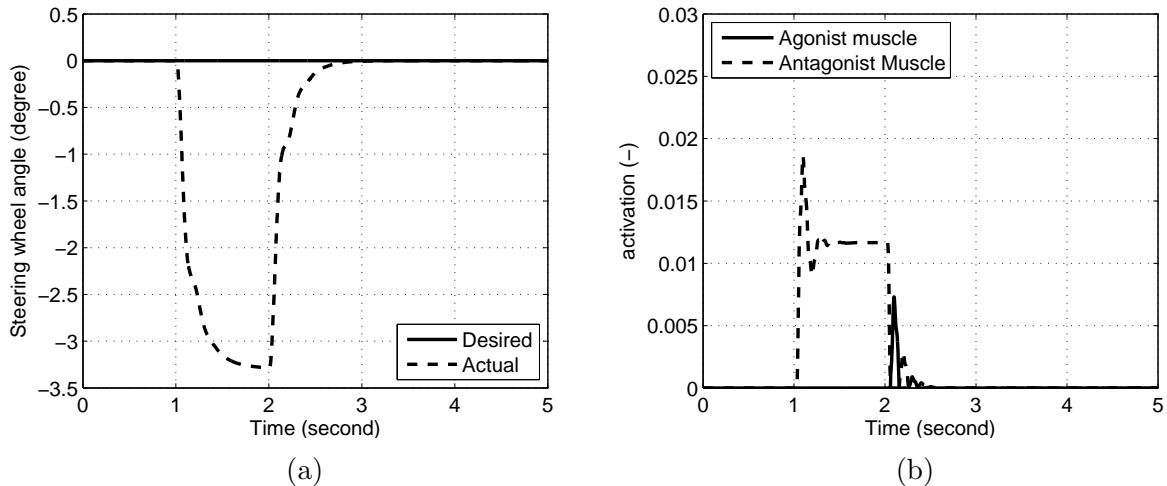 0.5
0
−0.5
−1
−1.5
−2
−2.5
−3
−3.5
Steering wheel angle (degree)
0
1
2
3
4
5
Time (second)
Desired
Actual
(a)
0.03
0.025
0.02
0.015
0.01
0.005
0
activation (−)
0
1
2
3
4
5
Time (second)
Agonist muscle
Antagonist Muscle
(b)